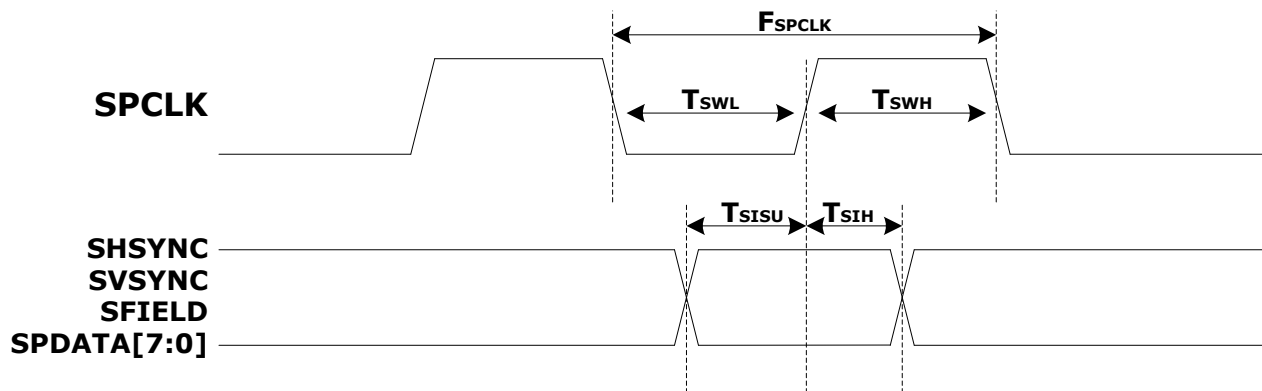 FSPCLK
SPCLK
TSWL
TSWH
TSISU
TSIH
SHSYNC
SVSYNC
SFIELD
SPDATA[7:0]